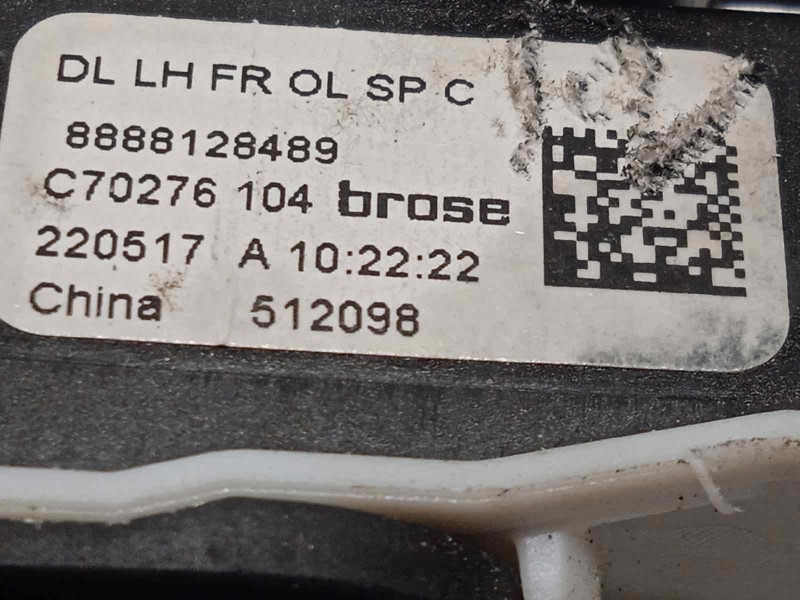 DL LH FR OL SP C
8888128489
C70276 104 brose
220517 A 10:22:22
China 512098